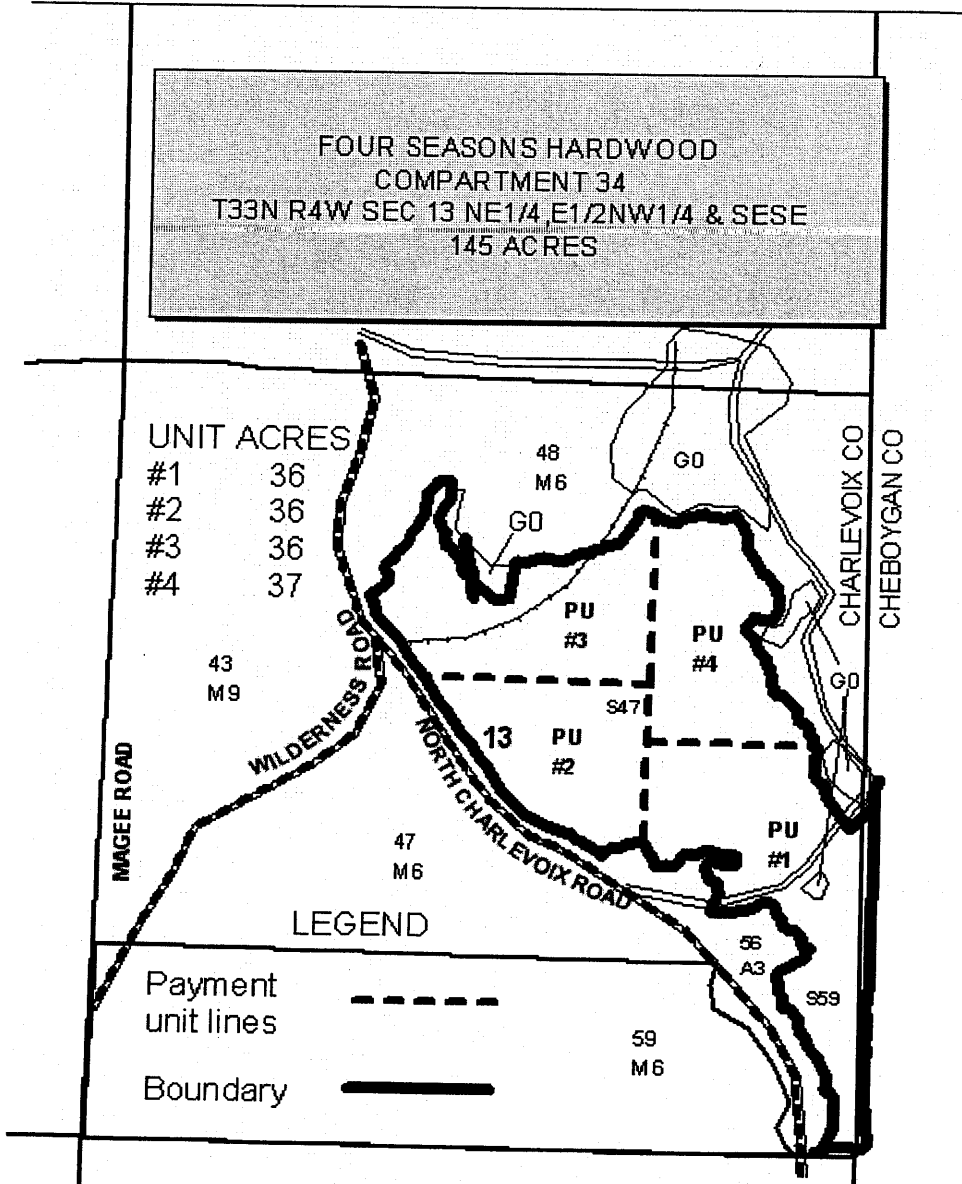 FOUR SEASONS HARDWOOD
COMPARTMENT 34
T33N R4W SEC 13 NE1/4,E1/2NW1/4 & SESE
145 ACRES
UNIT ACRES
#1 36
#2 36
#3 36
#4 37
48
M6
G0
G0
CHARLEVOIX CO
CHEBOYGAN CO
PU
#3
PU
#4
43
M9
WILDERNESS ROAD
G0
S47
13
PU
#2
NORTH CHARLEVOIX ROAD
MAGEE ROAD
47
M6
PU
#1
LEGEND
56
A3
S59
Payment
unit lines
59
M6
Boundary